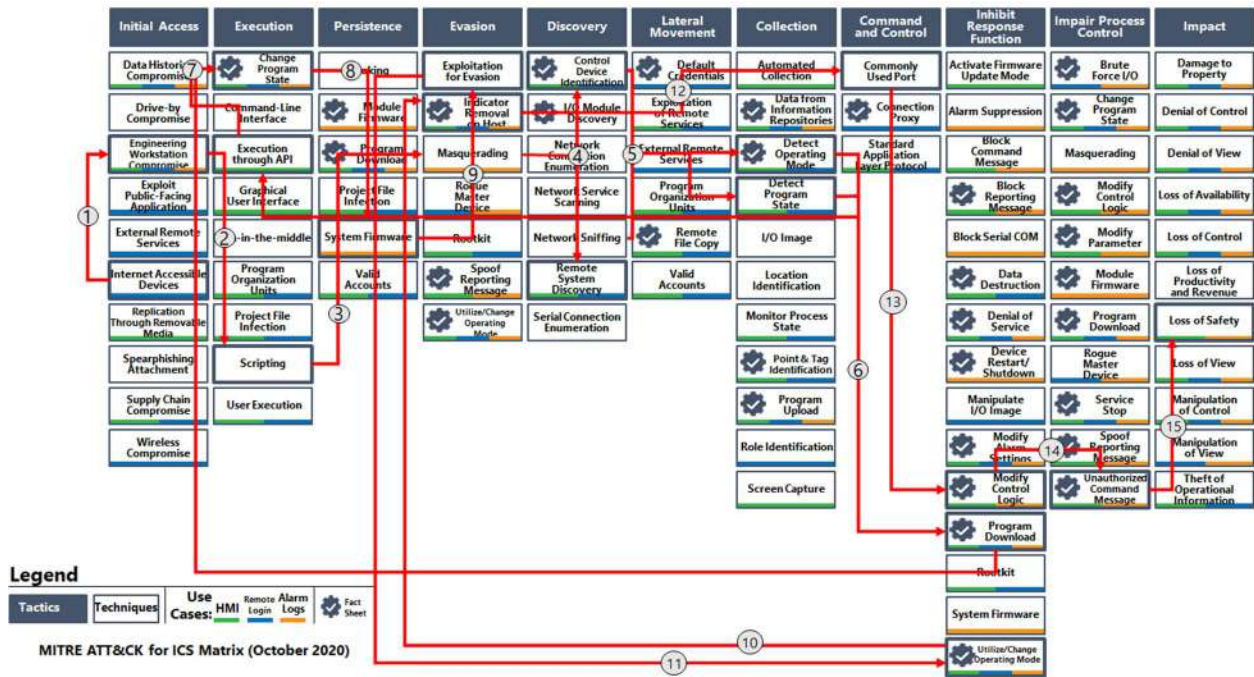 Initial Access
Execution
Persistence
Evasion
Discovery
Lateral
Movement
Collection
Command
and Control
Inhibit
Response
Function
Impair Process
Control
Impact
Data Historian
Compromise
Drive-by
Compromise
Engineering
Workstation
Compromise
Exploit
Public-Facing
Application
External Remote
Services
Internet Accessible
Devices
Replication
Through Removable
Media
Spearphishing
Attachment
Supply Chain
Compromise
Wireless
Compromise
Change
Program
State
Command-Line
Interface
Execution
through API
Graphical
User Interface
-in-the-middle
Program
Organization
Units
Project File
Infection
Scripting
User Execution
king
Module
Firmware
Program
Download
Project File
Infection
System Firmware
Valid
Accounts
Exploitation
for Evasion
Indicator
Removal
on Host
Masquerading
Rogue
Master
Device
Rootkit
Spoof
Reporting
Message
Utilize/Change
Operating
Mode
Control
Device
Identification
I/O Module
Discovery
Network
Connection
Enumeration
Network Service
Scanning
Network Sniffing
Remote
System
Discovery
Serial Connection
Enumeration
Default
Credentials
Exploitation
of Remote
Services
External Remote
Services
Program
Organization
Units
Remote
File Copy
Valid
Accounts
Automated
Collection
Data from
Information
Repositories
Detect
Operating
Mode
Detect
Program
State
I/O Image
Location
Identification
Monitor Process
State
Point & Tag
Identification
Program
Upload
Role Identification
Screen Capture
Commonly
Used Port
Connection
Proxy
Standard
Application
Layer Protocol
Activate Firmware
Update Mode
Alarm Suppression
Block
Command
Message
Block
Reporting
Message
Block Serial COM
Data
Destruction
Denial of
Service
Device
Restart/
Shutdown
Manipulate
I/O Image
Modify
Alarm
Settings
Modify
Control
Logic
Program
Download
Rootkit
System Firmware
Utilize/Change
Operating Mode
Brute
Force I/O
Change
Program
State
Masquerading
Modify
Control
Logic
Modify
Parameter
Module
Firmware
Program
Download
Rogue
Master
Device
Service
Stop
Spoof
Reporting
Message
Unauthorized
Command
Message
Damage to
Property
Denial of Control
Denial of View
Loss of Availability
Loss of Control
Loss of
Productivity
and Revenue
Loss of Safety
Loss of View
Manipulation
of Control
Manipulation
of View
Theft of
Operational
Information
1
2
3
4
5
6
7
8
9
10
11
12
13
14
15
Legend
Tactics
Techniques
Use
Cases:
HMI
Remote
Login
Alarm
Logs
Fact
Sheet
MITRE ATT&CK for ICS Matrix (October 2020)